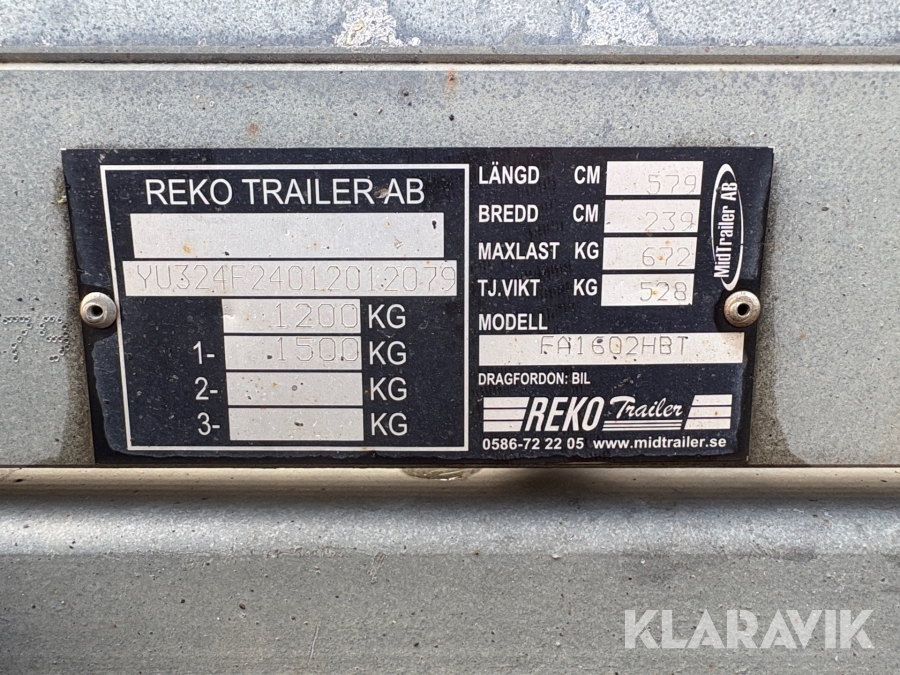 REKO TRAILER AB
YU324F24012012079
1200 KG
1- 1500 KG
2- KG
3- KG
LÄNGD CM 579
BREDD CM 239
MAXLAST KG 672
TJ.VIKT KG 528
MODELL
FA1602HBT
DRAGFORDON: BIL
REKO Trailer
0586-72 22 05 www.midtrailer.se
MidTrailer AB
KLARAVIK